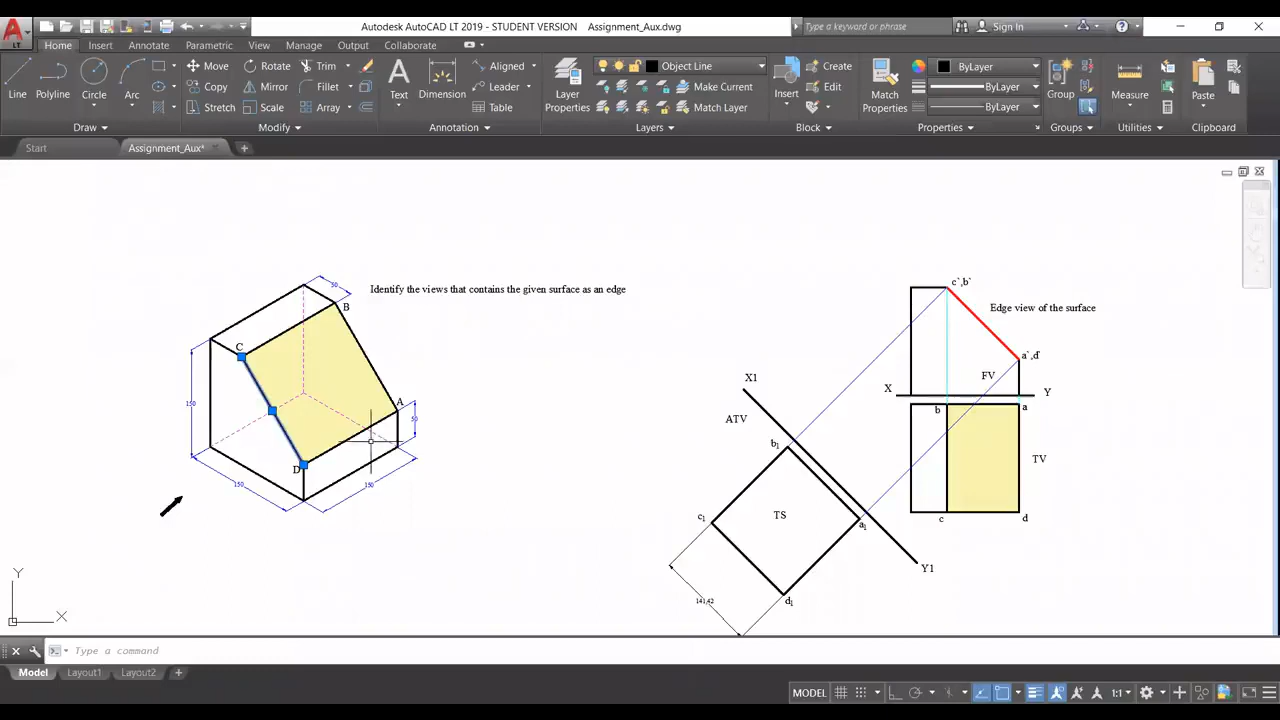 Autodesk AutoCAD LT 2019 - STUDENT VERSION Assignment_Aux.dwg
Type a keyword or phrase
Sign In
LT
Home Insert Annotate Parametric View Manage Output Collaborate
Line Polyline Circle Arc
Move Rotate Trim
Copy Mirror Fillet
Stretch Scale Array
Text Dimension
Aligned
Leader
Table
Layer Properties
Object Line
Make Current
Match Layer
Insert
Create
Edit
Match Properties
ByLayer
ByLayer
ByLayer
Group
Measure
Paste
Draw Modify Annotation Layers Block Properties Groups Utilities Clipboard
Start Assignment_Aux*
Identify the views that contains the given surface as an edge
50
B
C
A
150
50
D
150
150
c`,b`
Edge view of the surface
a`,d`
X1
FV
X
Y
ATV
b
a
b1
TV
c1
TS
c
d
a1
Y1
141.42
d1
Y
X
Type a command
Model Layout1 Layout2
MODEL
1:1